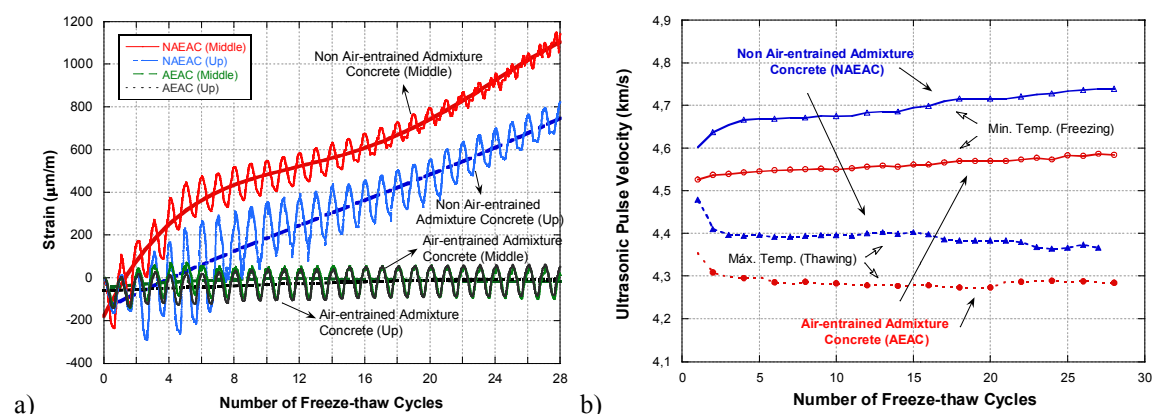 1200
1000
800
600
400
200
0
-200
-400
Strain (µm/m)
NAEAC (Middle)
NAEAC (Up)
AEAC (Middle)
AEAC (Up)
Non Air-entrained Admixture
Concrete (Middle)
Non Air-entrained
Admixture Concrete (Up)
Air-entrained Admixture
Concrete (Middle)
Air-entrained Admixture
Concrete (Up)
0 4 8 12 16 20 24 28
Number of Freeze-thaw Cycles
a)
4,9
4,8
4,7
4,6
4,5
4,4
4,3
4,2
4,1
Ultrasonic Pulse Velocity (km/s)
Non Air-entrained Admixture
Concrete (NAEAC)
Min. Temp. (Freezing)
Máx. Temp. (Thawing)
Air-entrained Admixture
Concrete (AEAC)
0 5 10 15 20 25 30
Number of Freeze-thaw Cycles
b)